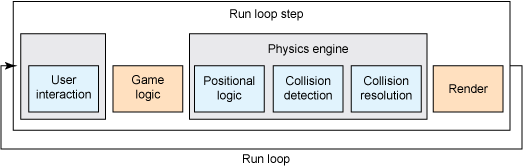 Run loop step
Physics engine
User
interaction
Game
logic
Positional
logic
Collision
detection
Collision
resolution
Render
Run loop